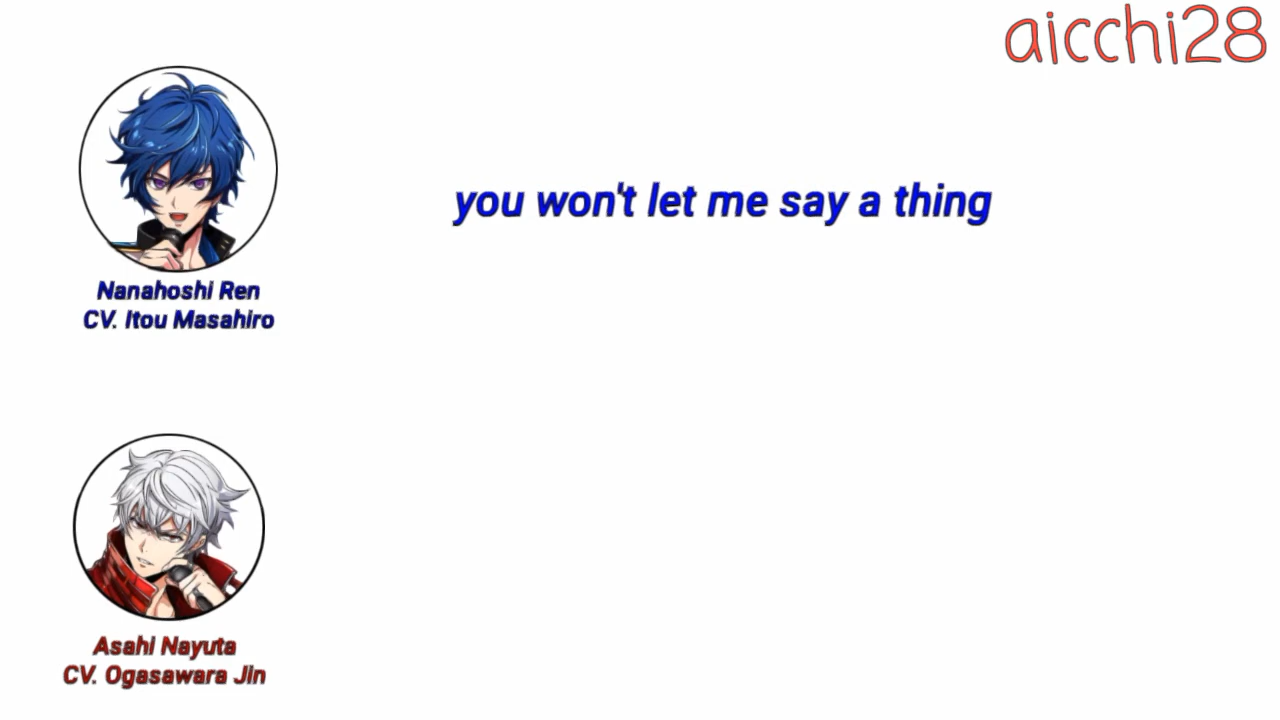 aicchi28
you won't let me say a thing
Nanahoshi Ren
CV. Itou Masahiro
Asahi Nayuta
CV. Ogasawara Jin